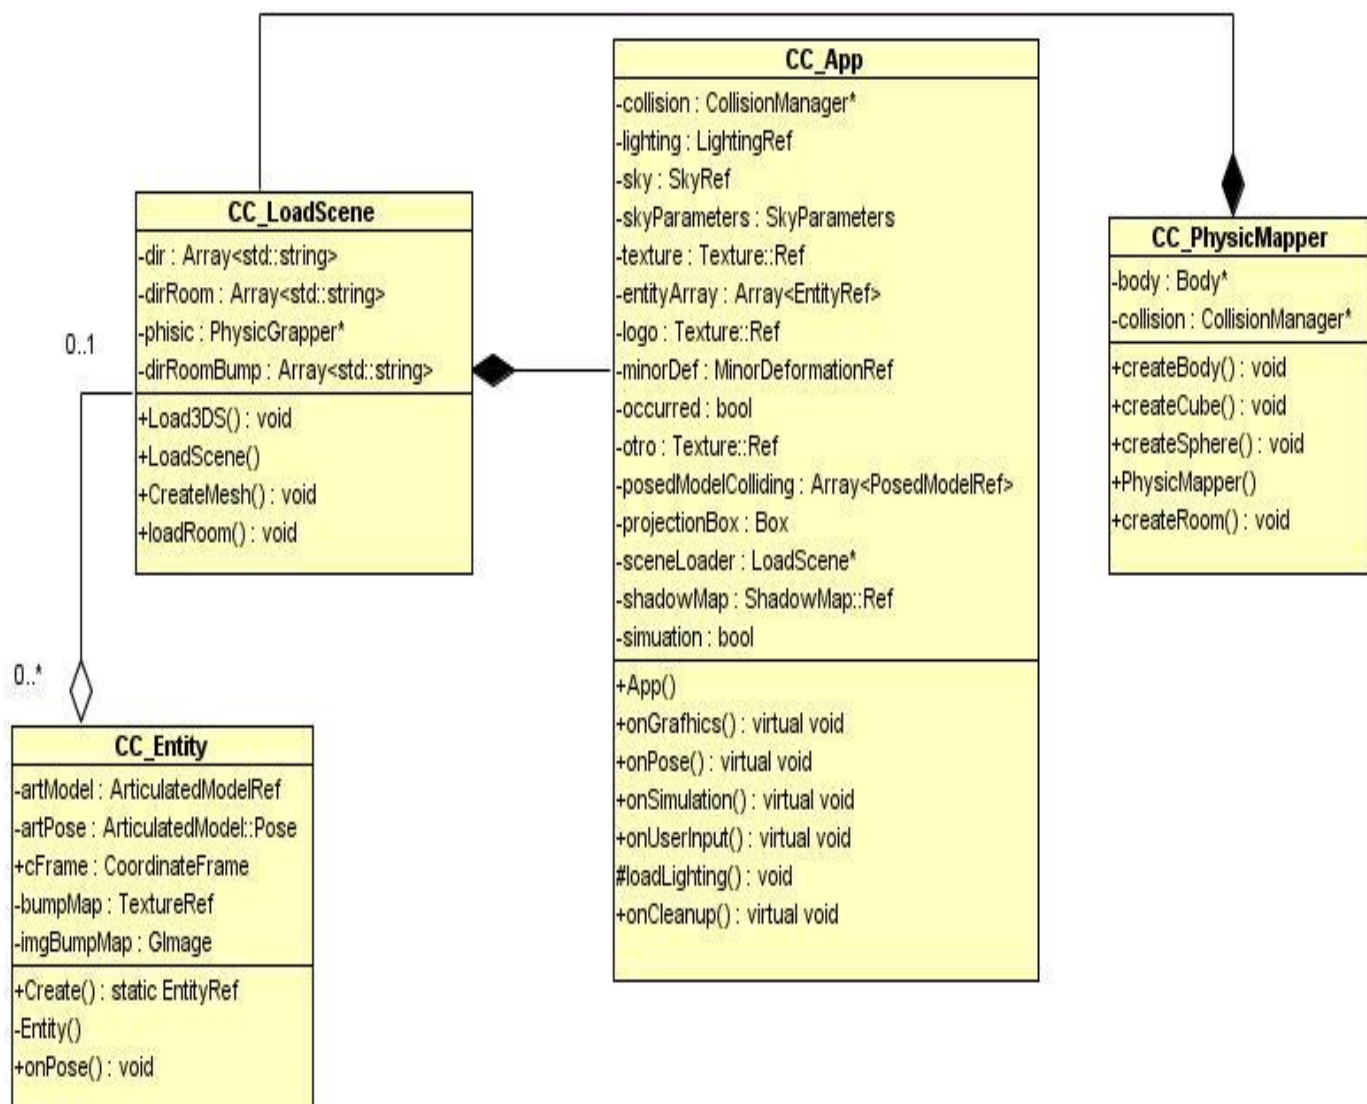 CC_App
-collision : CollisionManager*
-lighting : LightingRef
-sky : SkyRef
-skyParameters : SkyParameters
-texture : Texture::Ref
-entityArray : Array<EntityRef>
-logo : Texture::Ref
-minorDef : MinorDeformationRef
-occurred : bool
-otro : Texture::Ref
-posedModelColliding : Array<PosedModelRef>
-projectionBox : Box
-sceneLoader : LoadScene*
-shadowMap : ShadowMap::Ref
-simuation : bool
+App()
+onGrafhics() : virtual void
+onPose() : virtual void
+onSimulation() : virtual void
+onUserInput() : virtual void
#loadLighting() : void
+onCleanup() : virtual void
CC_LoadScene
-dir : Array<std::string>
-dirRoom : Array<std::string>
-phisic : PhysicGrapper*
-dirRoomBump : Array<std::string>
+Load3DS() : void
+LoadScene()
+CreateMesh() : void
+loadRoom() : void
CC_PhysicMapper
-body : Body*
-collision : CollisionManager*
+createBody() : void
+createCube() : void
+createSphere() : void
+PhysicMapper()
+createRoom() : void
0..1
0..*
CC_Entity
-artModel : ArticulatedModelRef
-artPose : ArticulatedModel::Pose
+cFrame : CoordinateFrame
-bumpMap : TextureRef
-imgBumpMap : GImage
+Create() : static EntityRef
-Entity()
+onPose() : void